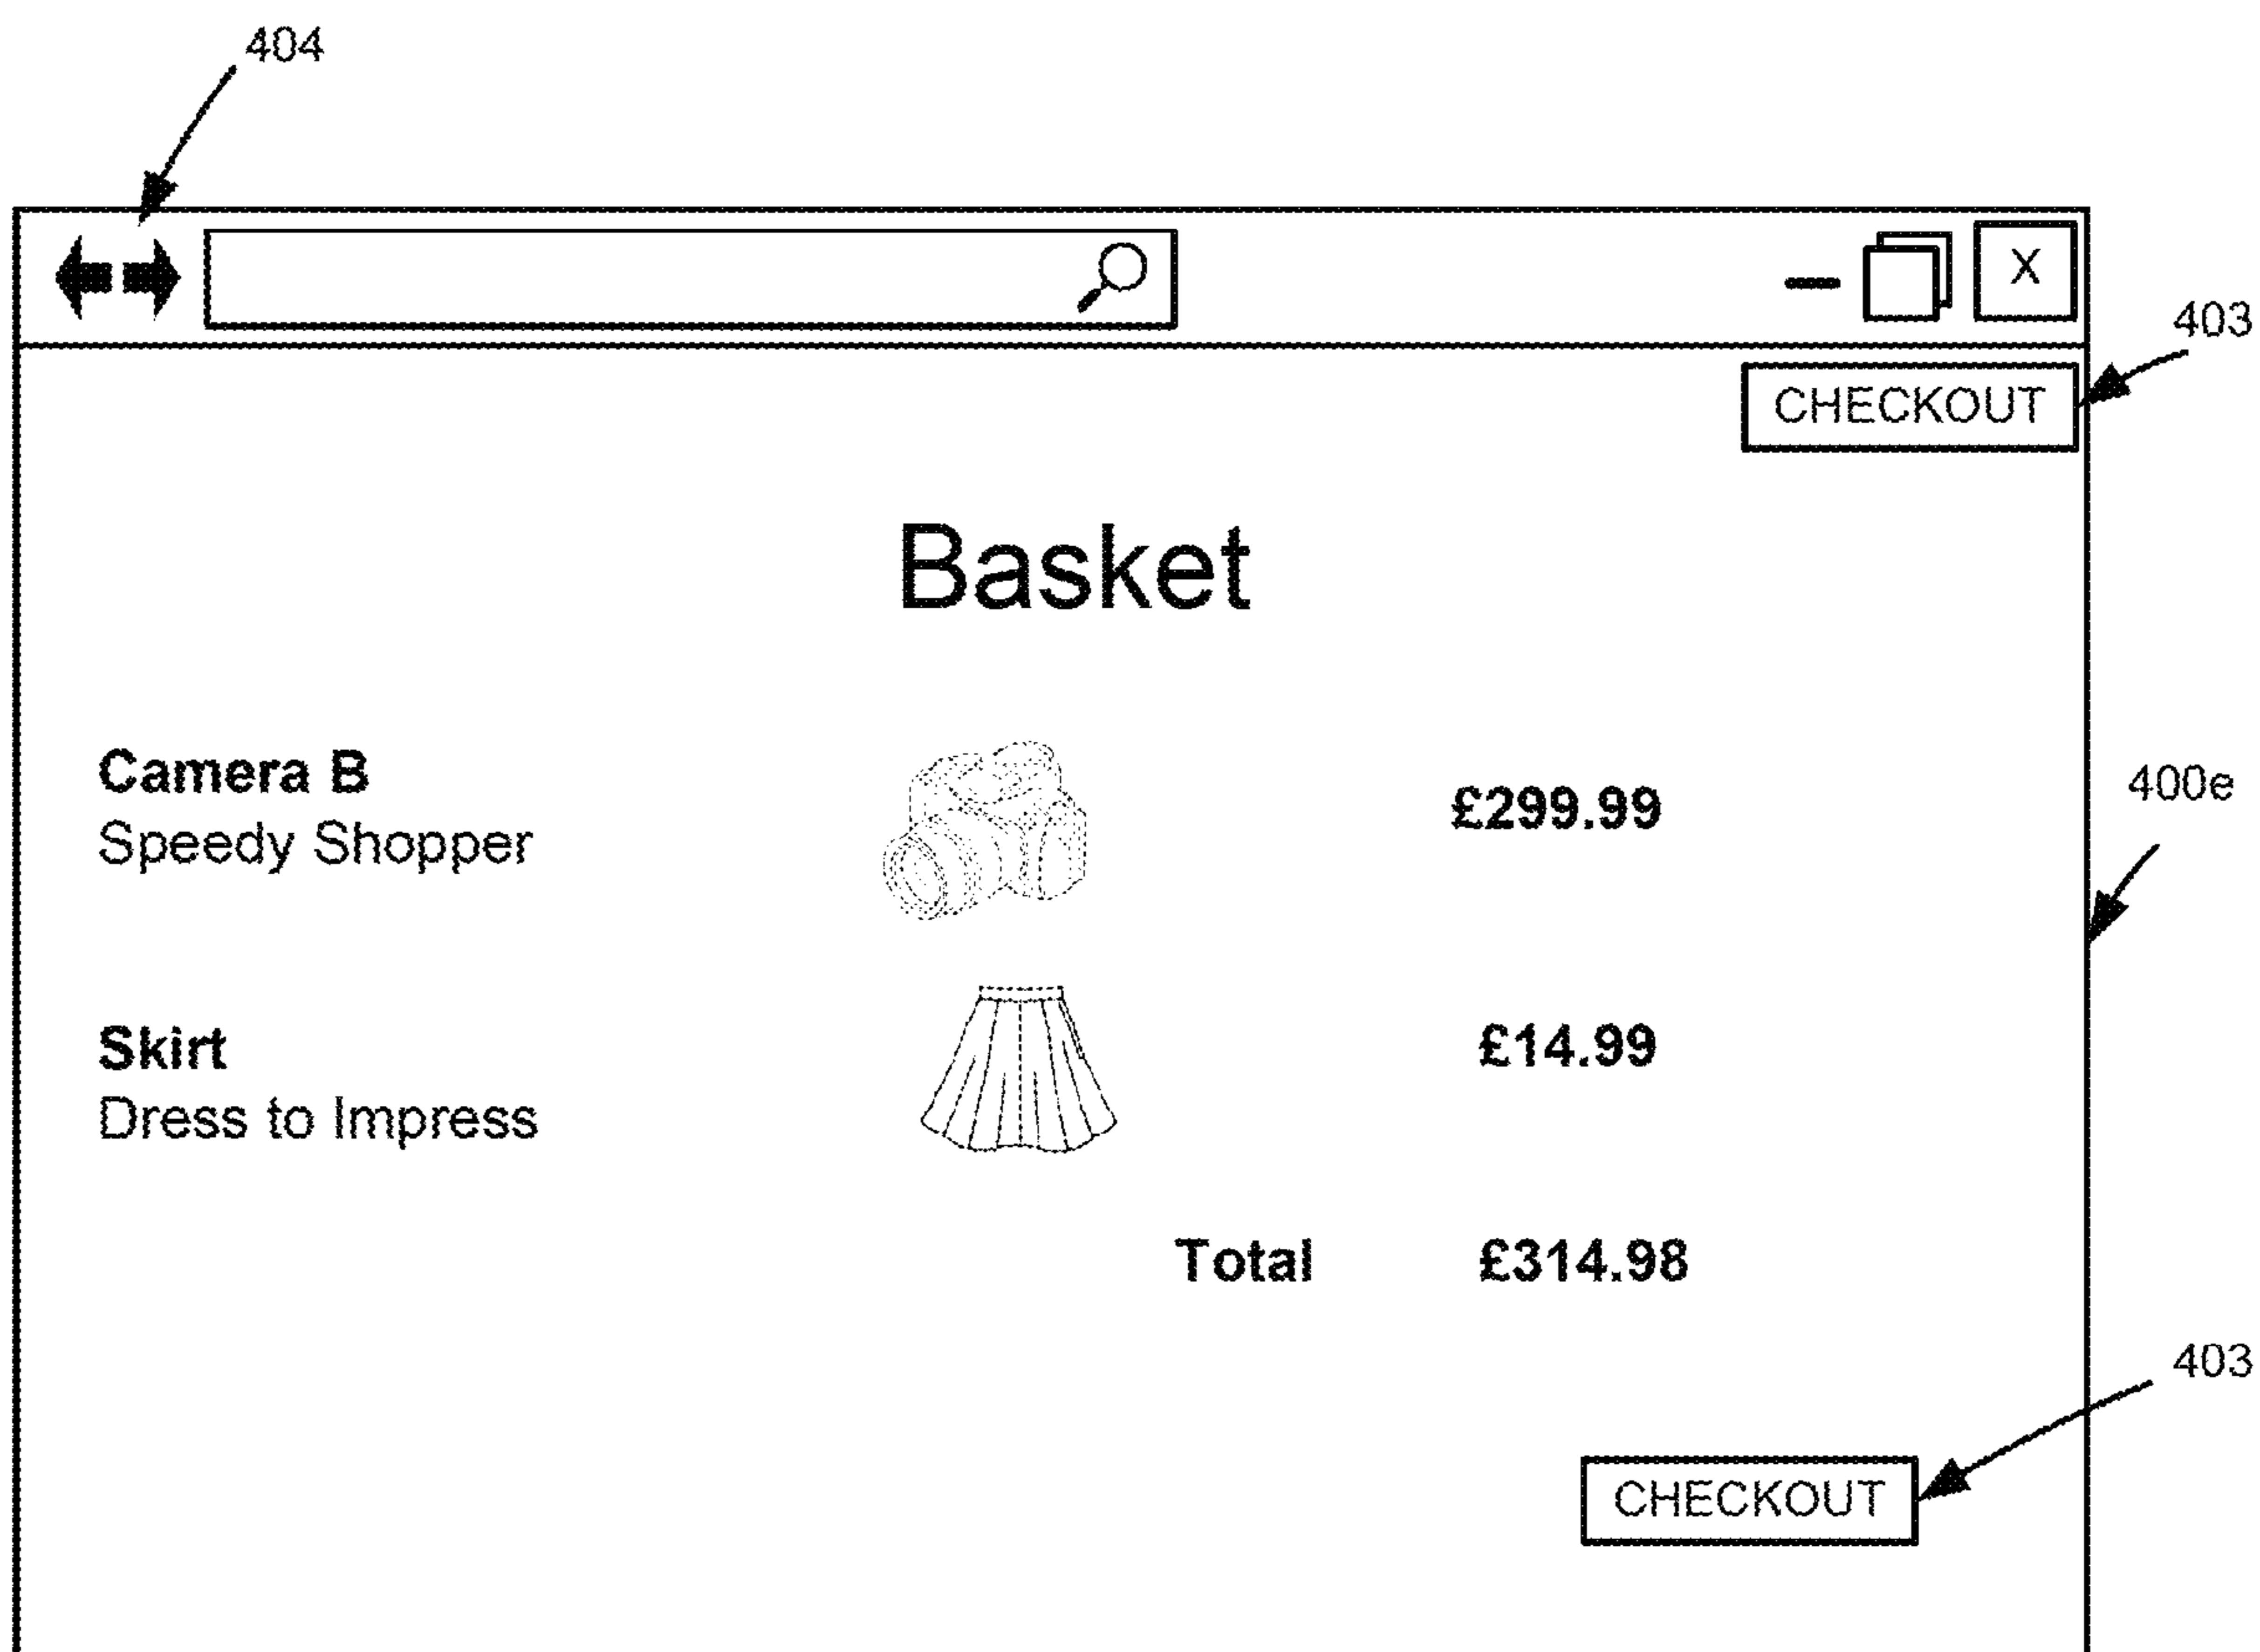 404
X
403
CHECKOUT
Basket
Camera B
Speedy Shopper
£299.99
400e
Skirt
Dress to Impress
£14.99
Total £314.98
403
CHECKOUT